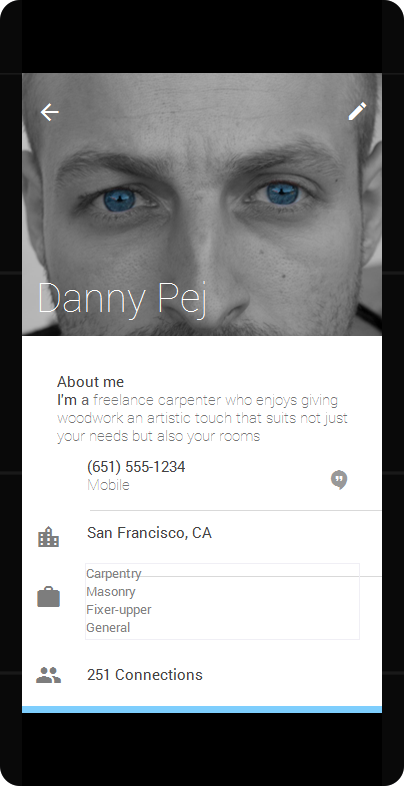 Danny Pej
About me
I'm a freelance carpenter who enjoys giving
woodwork an artistic touch that suits not just
your needs but also your rooms
(651) 555-1234
Mobile
San Francisco, CA
Carpentry
Masonry
Fixer-upper
General
251 Connections